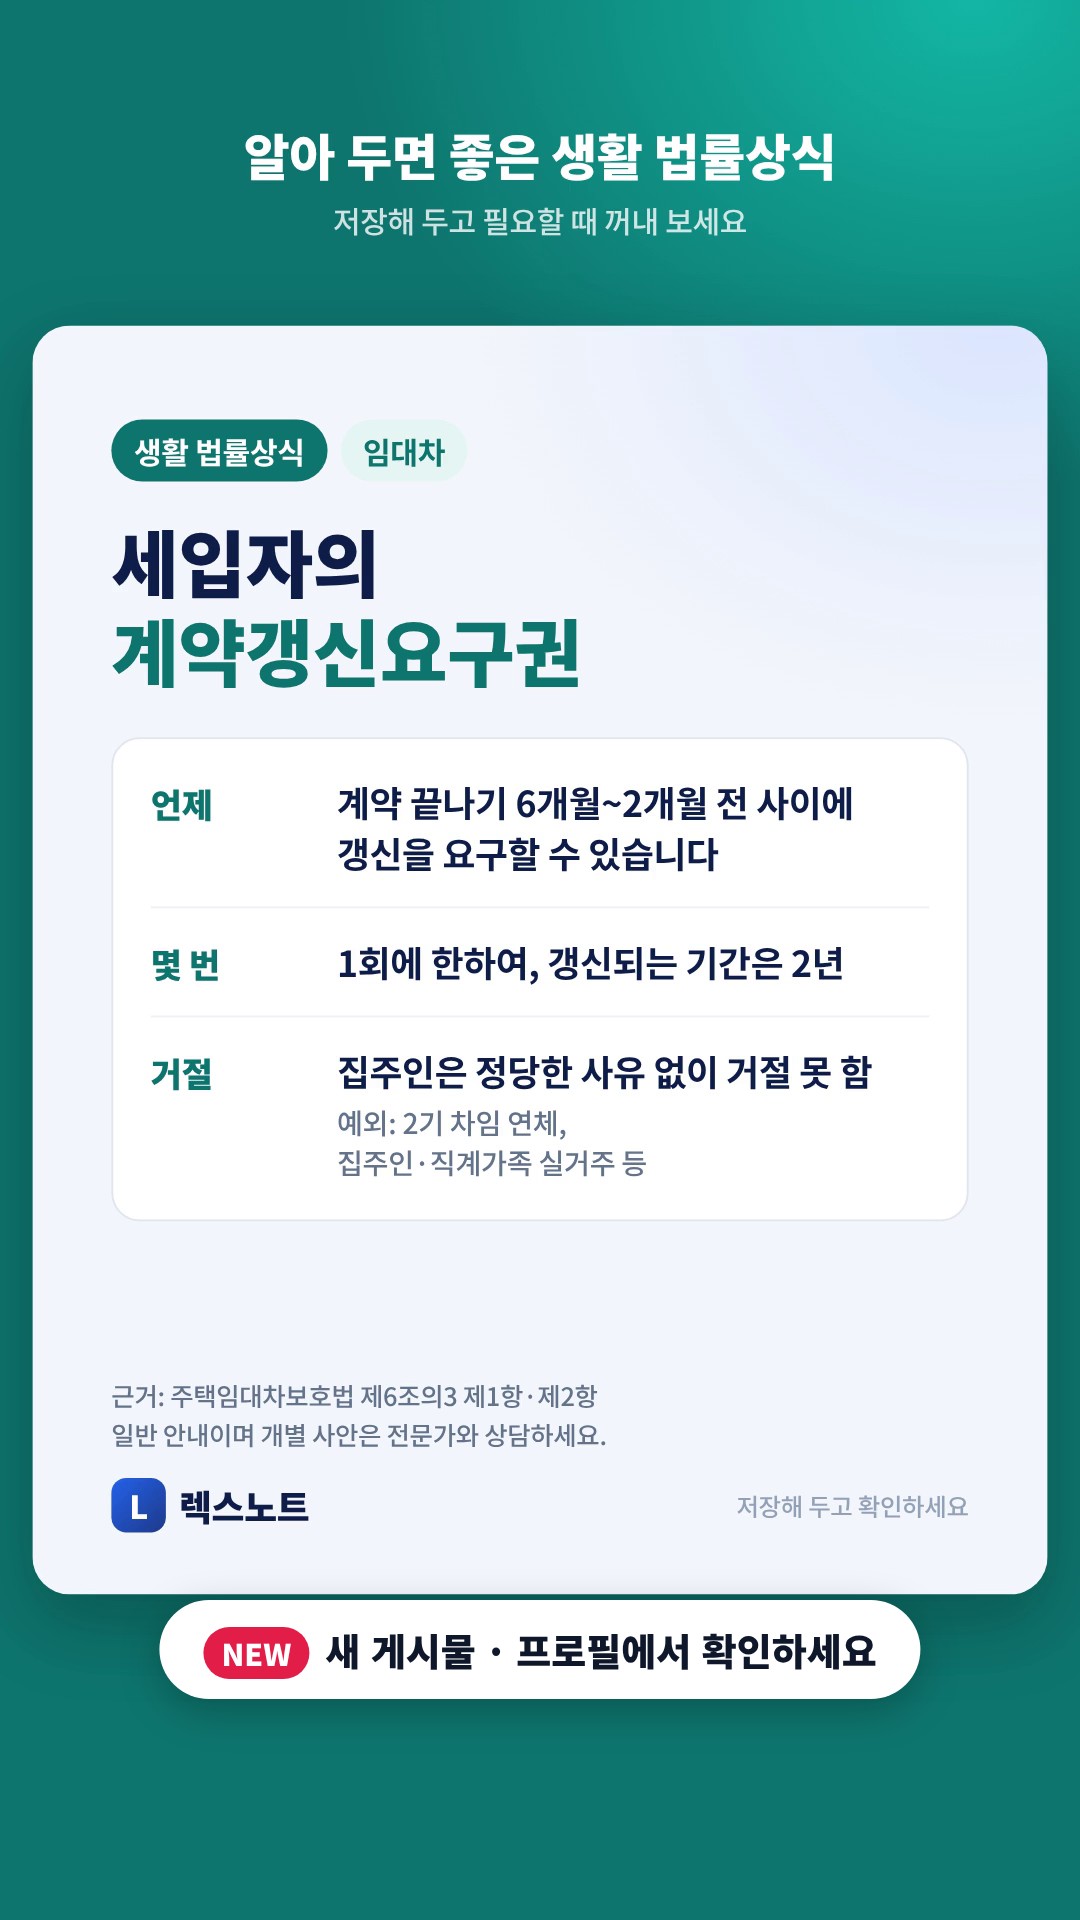 알아 두면 좋은 생활 법률상식
저장해 두고 필요할 때 꺼내 보세요
생활 법률상식
임대차
세입자의
계약갱신요구권
언제
계약 끝나기 6개월~2개월 전 사이에
갱신을 요구할 수 있습니다
몇 번
1회에 한하여, 갱신되는 기간은 2년
거절
집주인은 정당한 사유 없이 거절 못 함
예외: 2기 차임 연체,
집주인·직계가족 실거주 등
근거: 주택임대차보호법 제6조의3 제1항·제2항
일반 안내이며 개별 사안은 전문가와 상담하세요.
L 렉스노트
저장해 두고 확인하세요
NEW 새 게시물 · 프로필에서 확인하세요